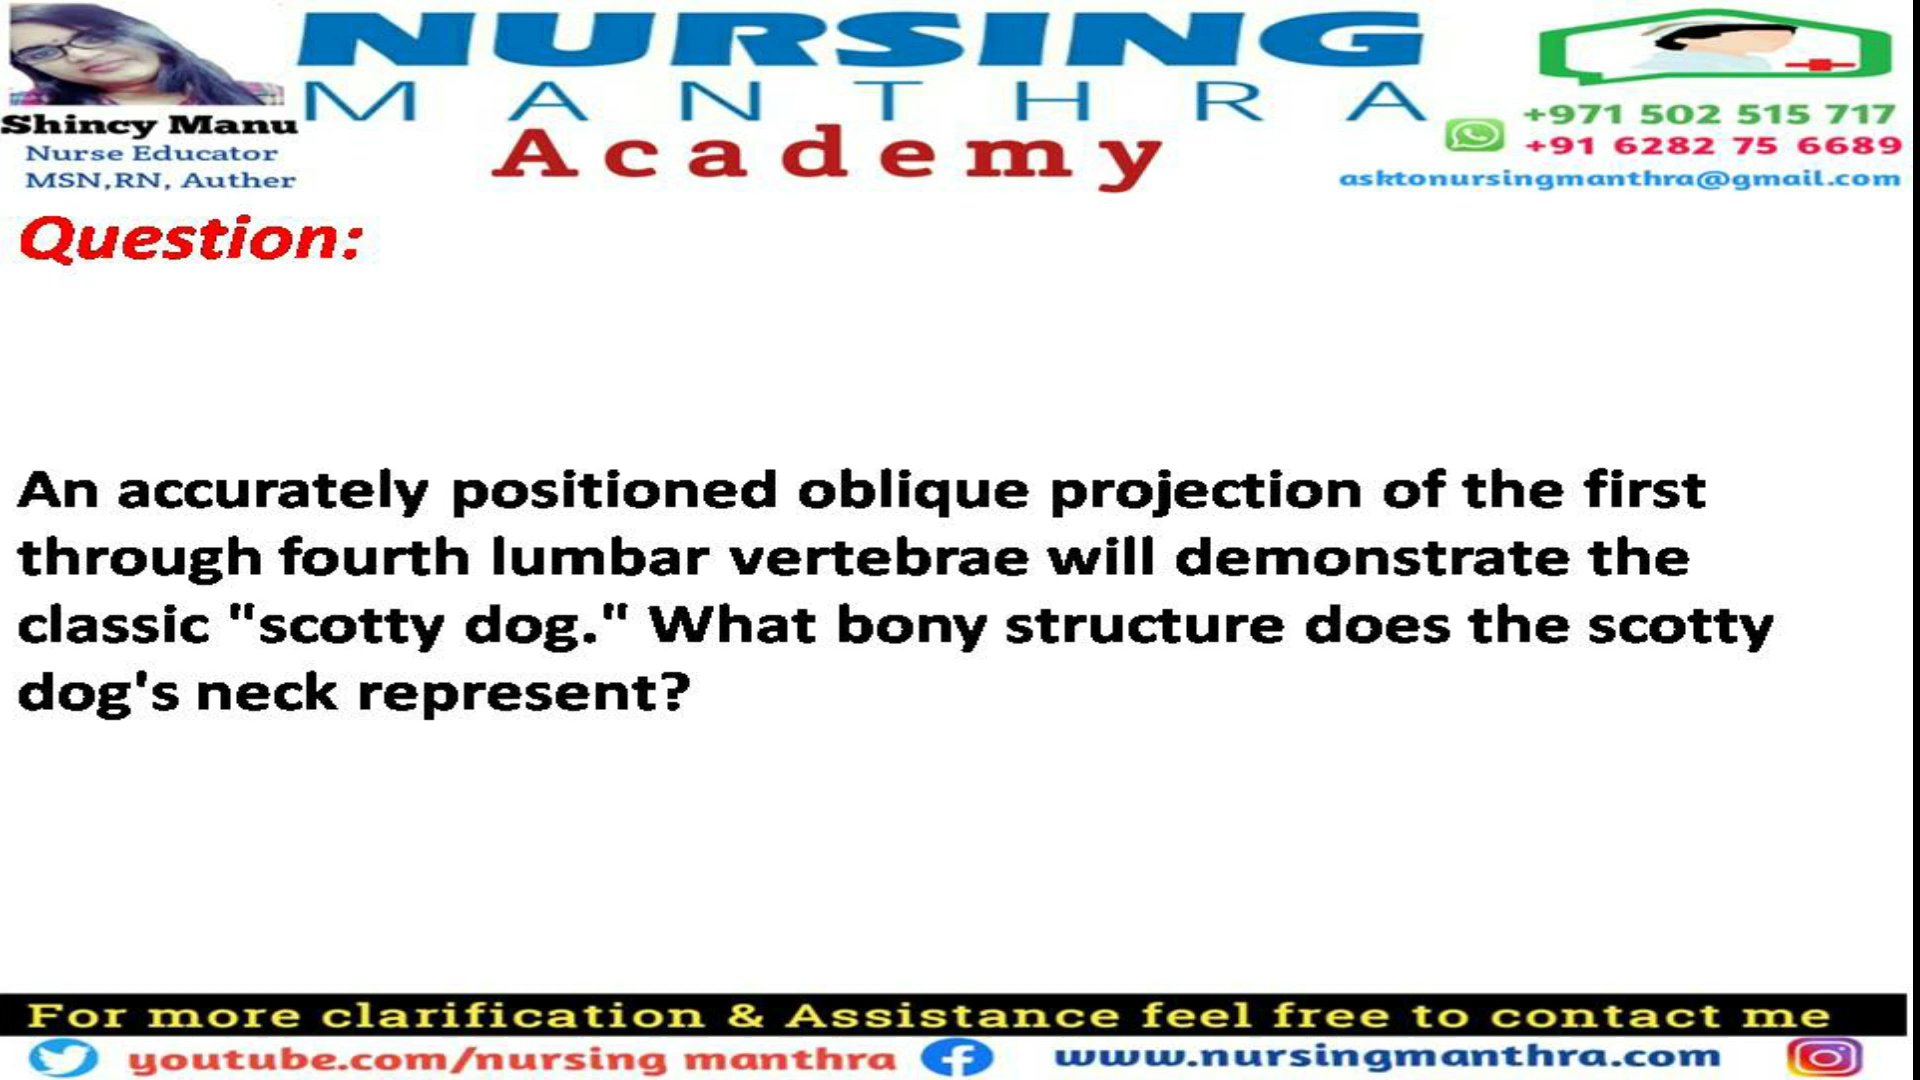 NURSING
MANTHRA
Academy
Shincy Manu
Nurse Educator
MSN,RN, Auther
+971 502 515 717
+91 6282 75 6689
asktonursingmanthra@gmail.com
Question:
An accurately positioned oblique projection of the first
through fourth lumbar vertebrae will demonstrate the
classic "scotty dog." What bony structure does the scotty
dog's neck represent?
For more clarification & Assistance feel free to contact me
youtube.com/nursing manthra
www.nursingmanthra.com